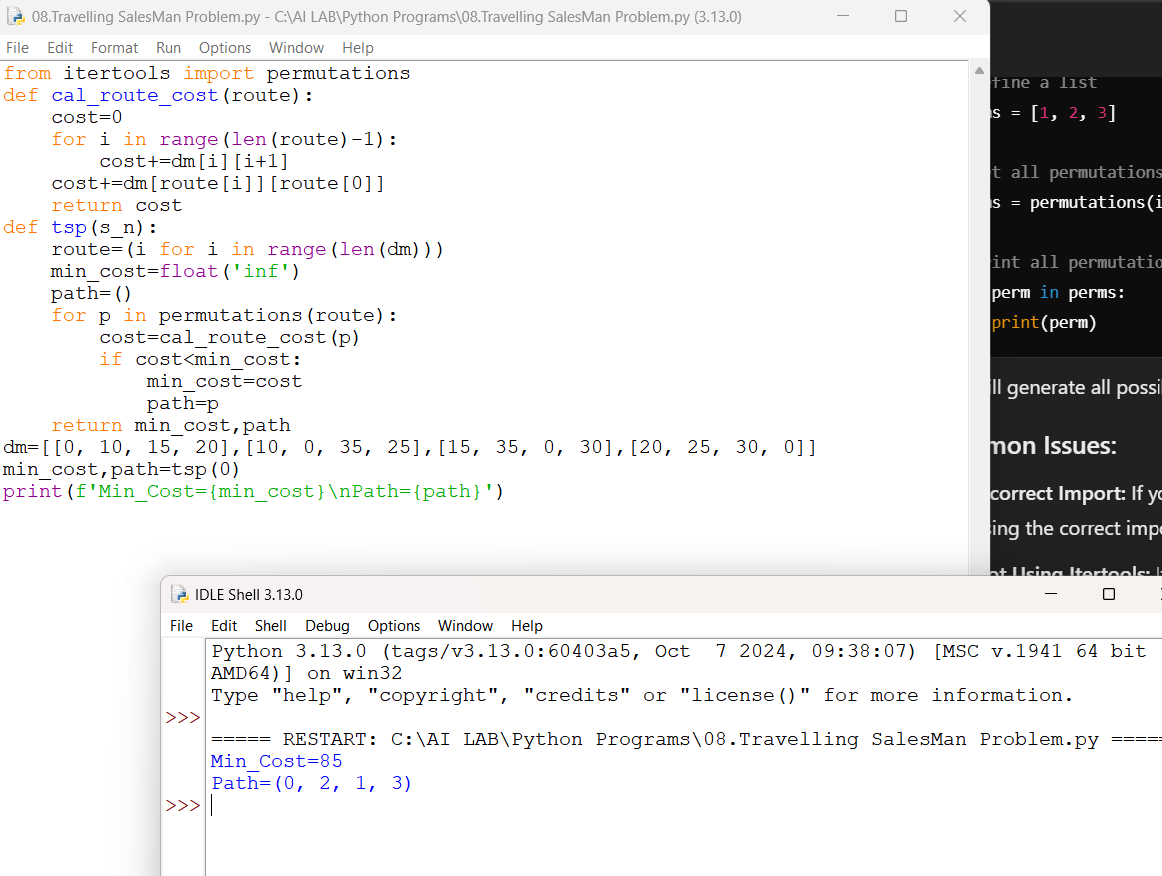 08.Travelling SalesMan Problem.py - C:\AI LAB\Python Programs\08.Travelling SalesMan Problem.py (3.13.0)
File Edit Format Run Options Window Help
from itertools import permutations
def cal_route_cost(route):
    cost=0
    for i in range(len(route)-1):
        cost+=dm[i][i+1]
    cost+=dm[route[i]][route[0]]
    return cost
def tsp(s_n):
    route=(i for i in range(len(dm)))
    min_cost=float('inf')
    path=()
    for p in permutations(route):
        cost=cal_route_cost(p)
        if cost<min_cost:
            min_cost=cost
            path=p
    return min_cost,path
dm=[[0, 10, 15, 20],[10, 0, 35, 25],[15, 35, 0, 30],[20, 25, 30, 0]]
min_cost,path=tsp(0)
print(f'Min_Cost={min_cost}\nPath={path}')
fine a list
s = [1, 2, 3]
t all permutations
s = permutations(i
int all permutatio
perm in perms:
print(perm)
ill generate all possi
mon Issues:
correct Import: If yo
sing the correct impo
ot Using Itertools:
IDLE Shell 3.13.0
File Edit Shell Debug Options Window Help
Python 3.13.0 (tags/v3.13.0:60403a5, Oct  7 2024, 09:38:07) [MSC v.1941 64 bit
AMD64)] on win32
Type "help", "copyright", "credits" or "license()" for more information.
>>>
===== RESTART: C:\AI LAB\Python Programs\08.Travelling SalesMan Problem.py =====
Min_Cost=85
Path=(0, 2, 1, 3)
>>>